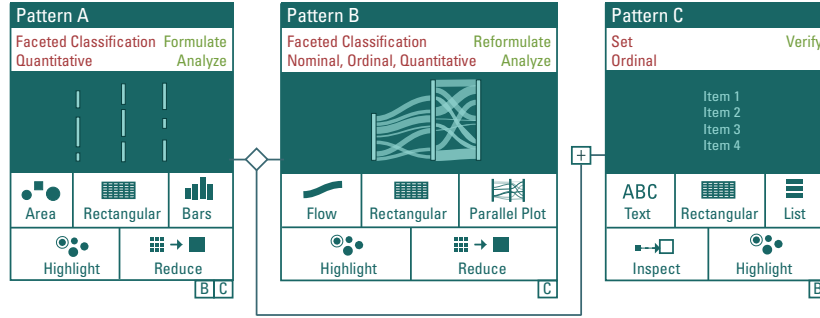 Pattern A
Faceted Classification Formulate
Quantitative Analyze
Area
Rectangular
Bars
Highlight
Reduce
B C
Pattern B
Faceted Classification Reformulate
Nominal, Ordinal, Quantitative Analyze
Flow
Rectangular
Parallel Plot
Highlight
Reduce
C
Pattern C
Set Verify
Ordinal
Item 1
Item 2
Item 3
Item 4
ABC
Text
Rectangular
List
Inspect
Highlight
B